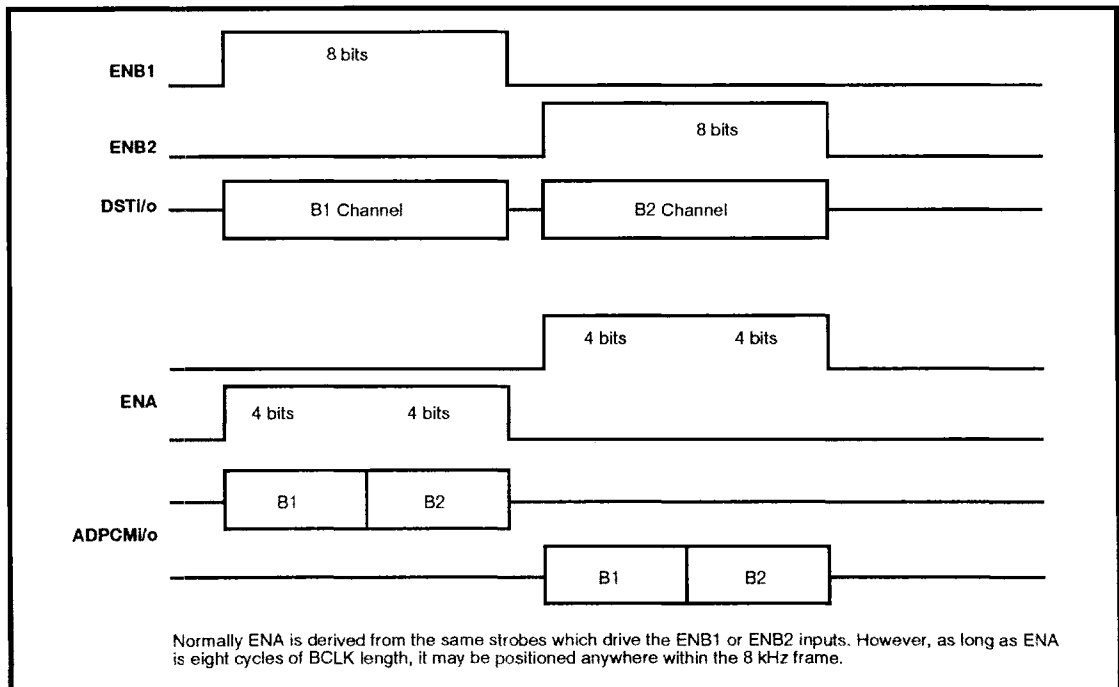 ENB1
8 bits
ENB2
8 bits
DSTi/o
B1 Channel
B2 Channel
4 bits
4 bits
ENA
4 bits
4 bits
B1
B2
ADPCMi/o
B1
B2
Normally ENA is derived from the same strobes which drive the ENB1 or ENB2 inputs. However, as long as ENA
is eight cycles of BCLK length, it may be positioned anywhere within the 8 kHz frame.